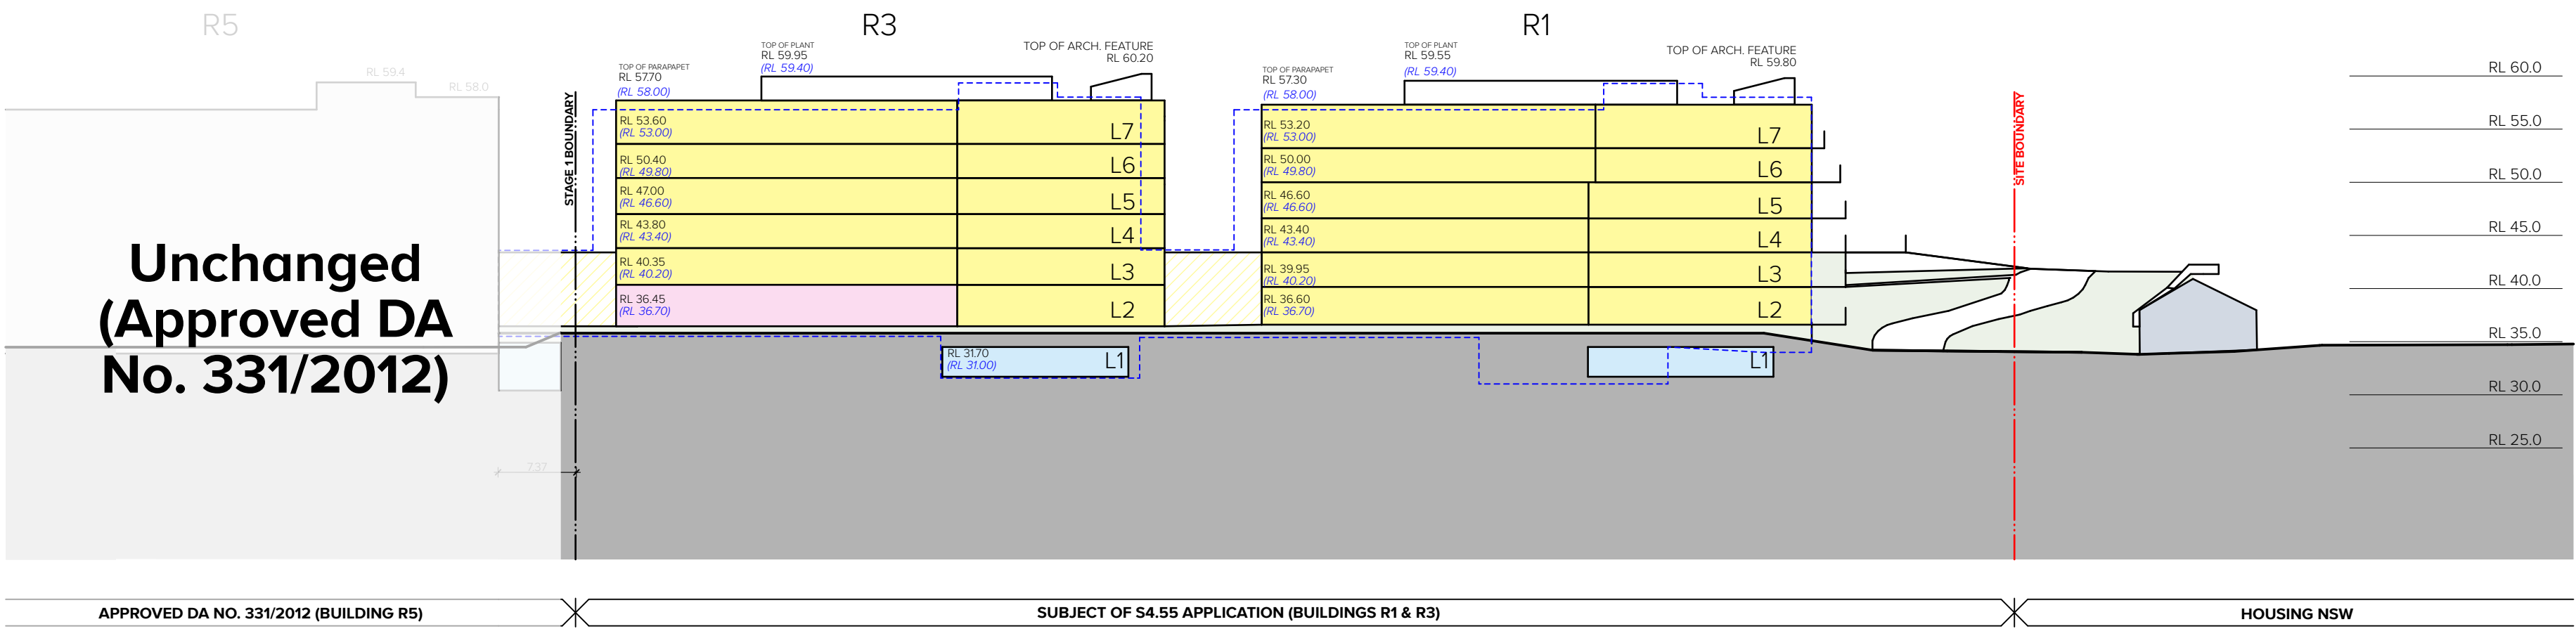 R5
R3
R1
RL 59.4
RL 58.0
STAGE 1 BOUNDARY
Unchanged
(Approved DA
No. 331/2012)
737
TOP OF PARAPAPET
RL 57.70
(RL 58.00)
TOP OF PLANT
RL 59.95
(RL 59.40)
TOP OF ARCH. FEATURE
RL 60.20
RL 53.60
(RL 53.00)
L7
RL 50.40
(RL 49.80)
L6
RL 47.00
(RL 46.60)
L5
RL 43.80
(RL 43.40)
L4
RL 40.35
(RL 40.20)
L3
RL 36.45
(RL 36.70)
L2
RL 31.70
(RL 31.00)
L1
TOP OF PARAPAPET
RL 57.30
(RL 58.00)
TOP OF PLANT
RL 59.55
(RL 59.40)
TOP OF ARCH. FEATURE
RL 59.80
RL 53.20
(RL 53.00)
L7
RL 50.00
(RL 49.80)
L6
RL 46.60
(RL 46.60)
L5
RL 43.40
(RL 43.40)
L4
RL 39.95
(RL 40.20)
L3
RL 36.60
(RL 36.70)
L2
L1
SITE BOUNDARY
RL 60.0
RL 55.0
RL 50.0
RL 45.0
RL 40.0
RL 35.0
RL 30.0
RL 25.0
APPROVED DA NO. 331/2012 (BUILDING R5)
SUBJECT OF S4.55 APPLICATION (BUILDINGS R1 & R3)
HOUSING NSW